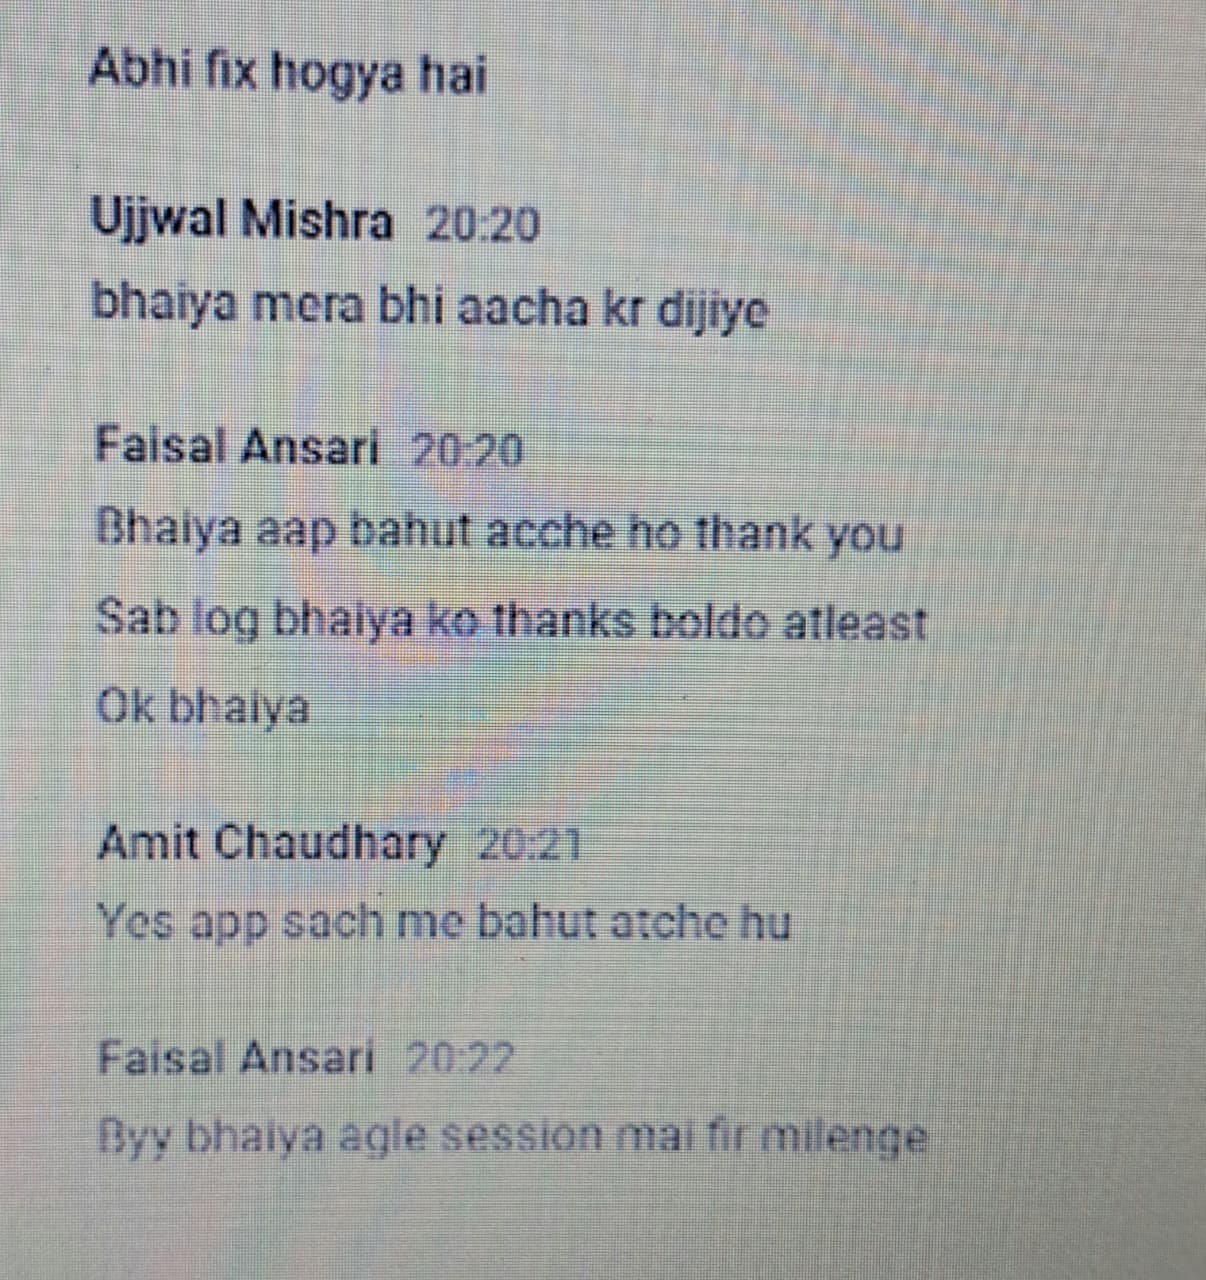 Abhi fix hogya hai
Ujjwal Mishra 20:20
bhaiya mera bhi aacha kr dijiye
Faisal Ansari 20:20
Bhaiya aap bahut acche ho thank you
Sab log bhaiya ko thanks boldo atleast
Ok bhaiya
Amit Chaudhary 20:21
Yes app sach me bahut atche hu
Faisal Ansari 20:22
Byy bhaiya agle session mai fir milenge